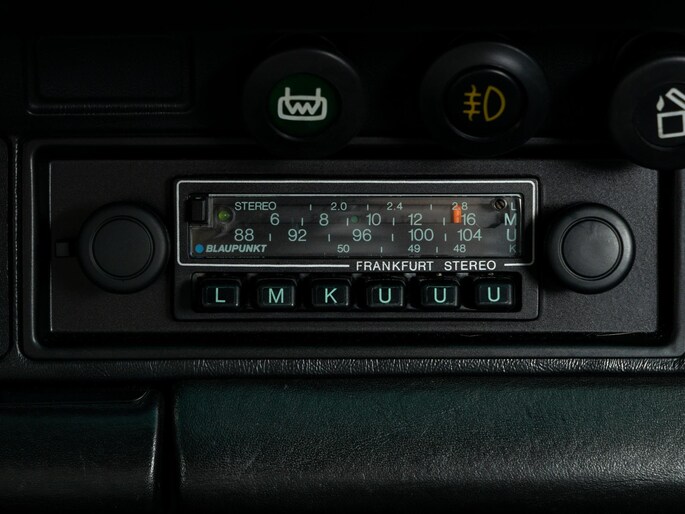 STEREO 2.0 2.4 2.8 L
6 8 10 12 16 M
88 92 96 100 104 U
BLAUPUNKT 50 49 48 K
FRANKFURT STEREO
L M K U U U